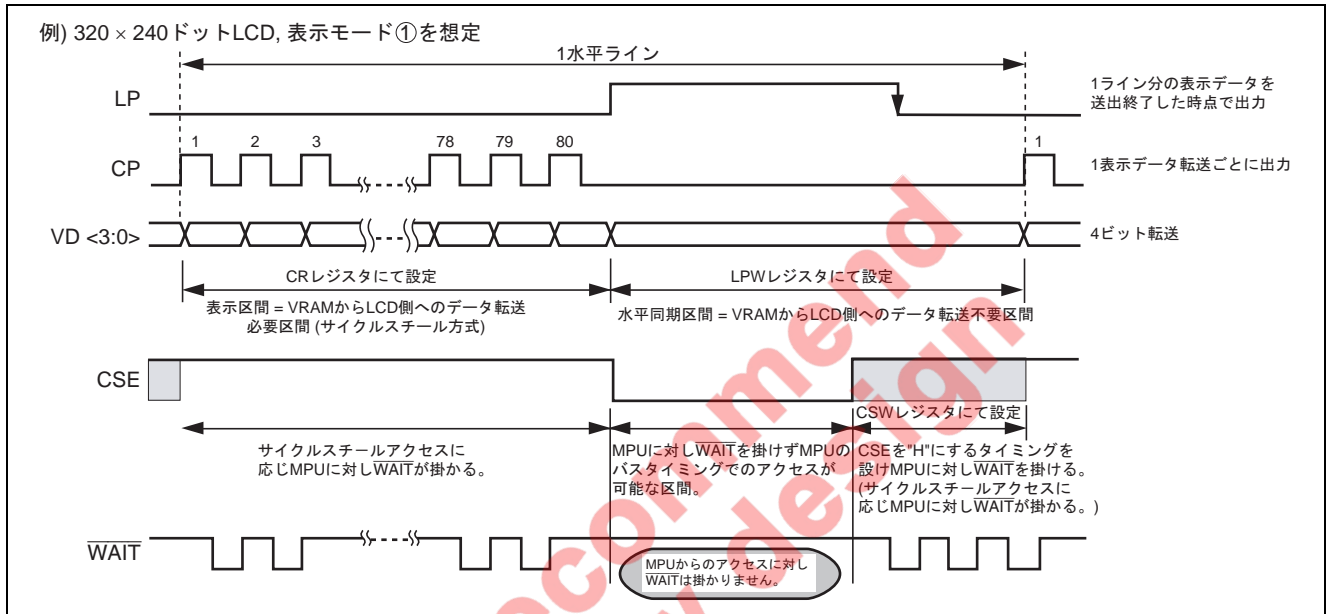 例) 320 × 240ドットLCD, 表示モード①を想定
1水平ライン
LP
1ライン分の表示データを
送出終了した時点で出力
1 2 3 78 79 80 1
CP
1表示データ転送ごとに出力
VD <3:0>
4ビット転送
CRレジスタにて設定
LPWレジスタにて設定
表示区間 = VRAMからLCD側へのデータ転送
必要区間 (サイクルスチール方式)
水平同期区間 = VRAMからLCD側へのデータ転送不要区間
CSE
CSWレジスタにて設定
サイクルスチールアクセスに
応じMPUに対しWAITが掛かる。
MPUに対しWAITを掛けずMPUの
バスタイミングでのアクセスが
可能な区間。
CSEを"H"にするタイミングを
設けMPUに対しWAITを掛ける。
(サイクルスチールアクセスに
応じMPUに対しWAITが掛かる。)
WAIT
MPUからのアクセスに対し
WAITは掛かりません。
ecommend
design